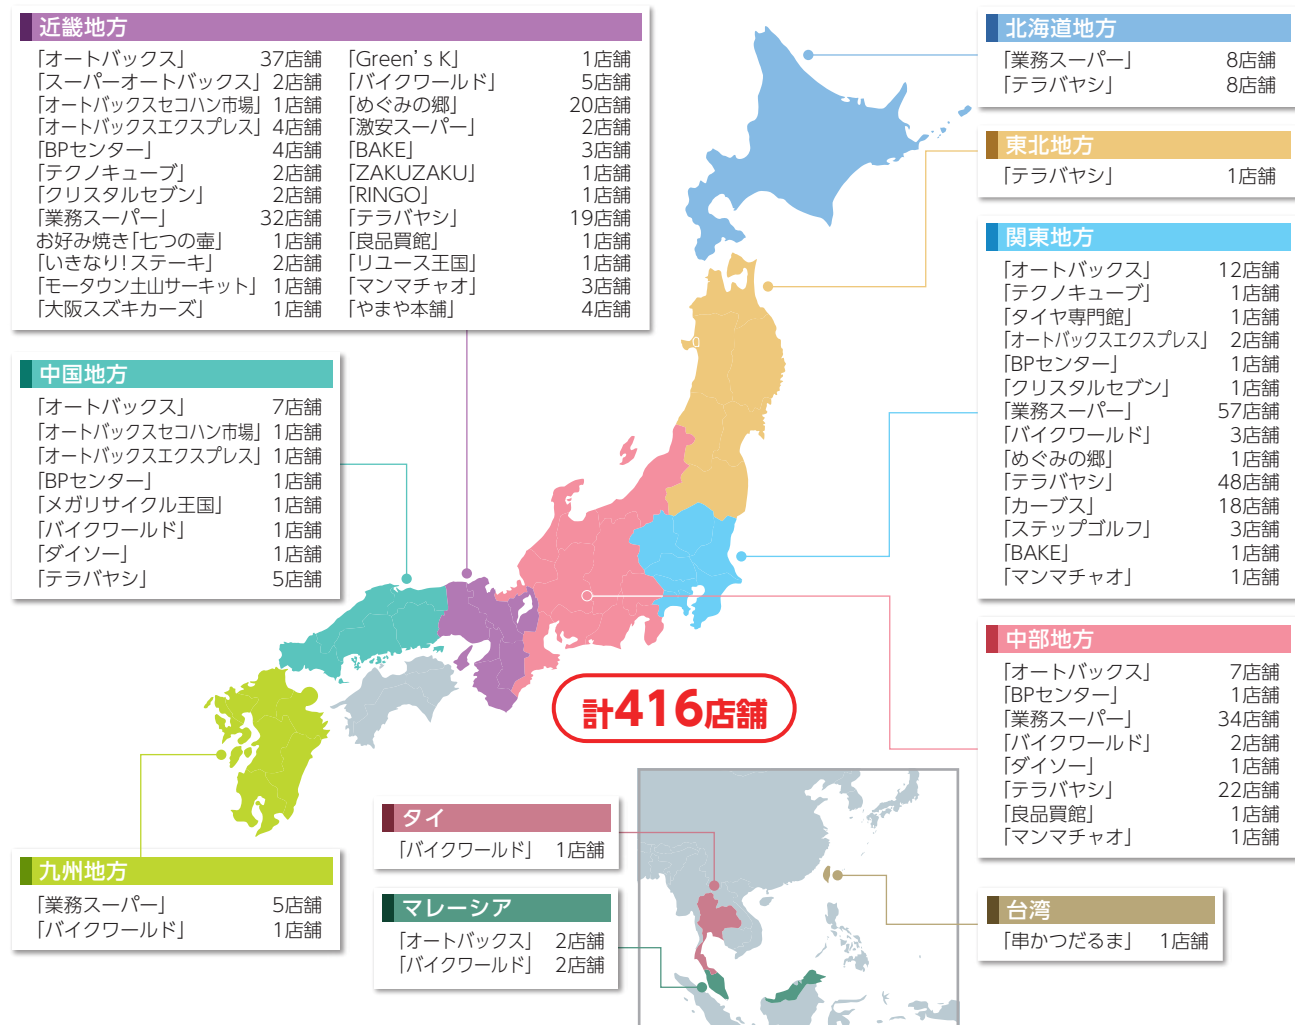 近畿地方
「オートバックス」 37店舗
「スーパーオートバックス」 2店舗
「オートバックスセコハン市場」 1店舗
「オートバックスエクスプレス」 4店舗
「BPセンター」 4店舗
「テクノキューブ」 2店舗
「クリスタルセブン」 2店舗
「業務スーパー」 32店舗
お好み焼き「七つの壷」 1店舗
「いきなり!ステーキ」 2店舗
「モータウン土山サーキット」 1店舗
「大阪スズキカーズ」 1店舗
「Green’s K」 1店舗
「バイクワールド」 5店舗
「めぐみの郷」 20店舗
「激安スーパー」 2店舗
「BAKE」 3店舗
「ZAKUZAKU」 1店舗
「RINGO」 1店舗
「テラバヤシ」 19店舗
「良品買館」 1店舗
「リユース王国」 1店舗
「マンマチャオ」 3店舗
「やまや本舗」 4店舗
北海道地方
「業務スーパー」 8店舗
「テラバヤシ」 8店舗
東北地方
「テラバヤシ」 1店舗
関東地方
「オートバックス」 12店舗
「テクノキューブ」 1店舗
「タイヤ専門館」 1店舗
「オートバックスエクスプレス」 2店舗
「BPセンター」 1店舗
「クリスタルセブン」 1店舗
「業務スーパー」 57店舗
「バイクワールド」 3店舗
「めぐみの郷」 1店舗
「テラバヤシ」 48店舗
「カーブス」 18店舗
「ステップゴルフ」 3店舗
「BAKE」 1店舗
「マンマチャオ」 1店舗
中国地方
「オートバックス」 7店舗
「オートバックスセコハン市場」 1店舗
「オートバックスエクスプレス」 1店舗
「BPセンター」 1店舗
「メガリサイクル王国」 1店舗
「バイクワールド」 1店舗
「ダイソー」 1店舗
「テラバヤシ」 5店舗
中部地方
「オートバックス」 7店舗
「BPセンター」 1店舗
「業務スーパー」 34店舗
「バイクワールド」 2店舗
「ダイソー」 1店舗
「テラバヤシ」 22店舗
「良品買館」 1店舗
「マンマチャオ」 1店舗
計416店舗
九州地方
「業務スーパー」 5店舗
「バイクワールド」 1店舗
タイ
「バイクワールド」 1店舗
マレーシア
「オートバックス」 2店舗
「バイクワールド」 2店舗
台湾
「串かつだるま」 1店舗